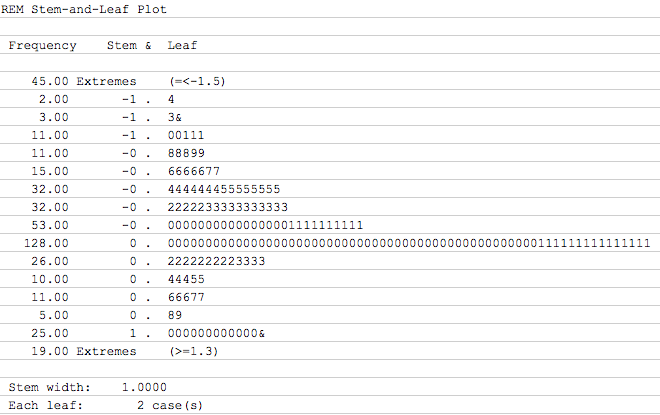 REM Stem-and-Leaf Plot
Frequency Stem & Leaf
45.00 Extremes (=<-1.5)
2.00 -1 . 4
3.00 -1 . 3&
11.00 -1 . 00111
11.00 -0 . 88899
15.00 -0 . 6666677
32.00 -0 . 444444455555555
32.00 -0 . 2222233333333333
53.00 -0 . 00000000000000001111111111
128.00 0 . 0000000000000000000000000000000000000000000000000111111111111111
26.00 0 . 2222222223333
10.00 0 . 44455
11.00 0 . 66677
5.00 0 . 89
25.00 1 . 000000000000&
19.00 Extremes (>=1.3)
Stem width: 1.0000
Each leaf: 2 case(s)